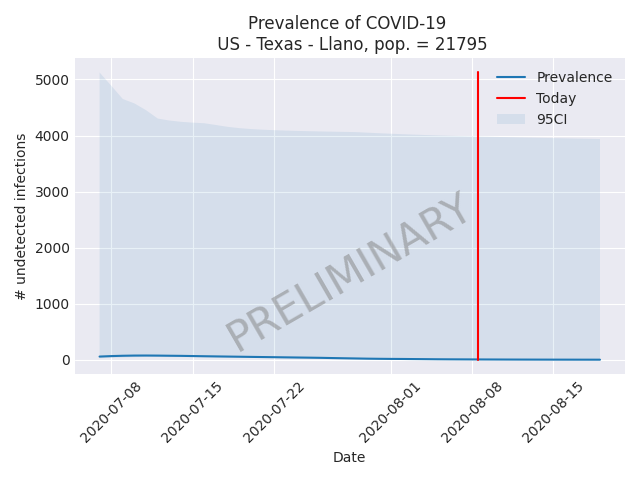 Prevalence of COVID-19
US - Texas - Llano, pop. = 21795
Prevalence
Today
95CI
5000
4000
3000
2000
1000
0
# undetected infections
PRELIMINARY
2020-07-08
2020-07-15
2020-07-22
2020-08-01
2020-08-08
2020-08-15
Date